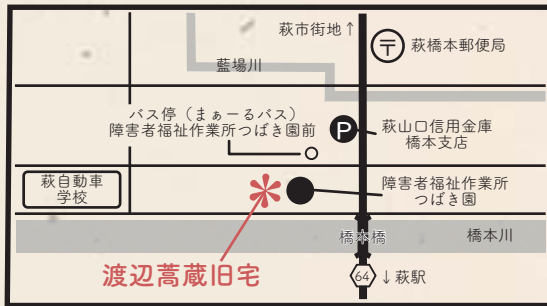 萩市街地↑
〒 萩橋本郵便局
藍場川
バス停（まぁーるバス）
障害者福祉作業所つばき園前
P
萩山口信用金庫
橋本支店
萩自動車
学校
障害者福祉作業所
つばき園
橋本橋
橋本川
渡辺蒿蔵旧宅
64
↓萩駅